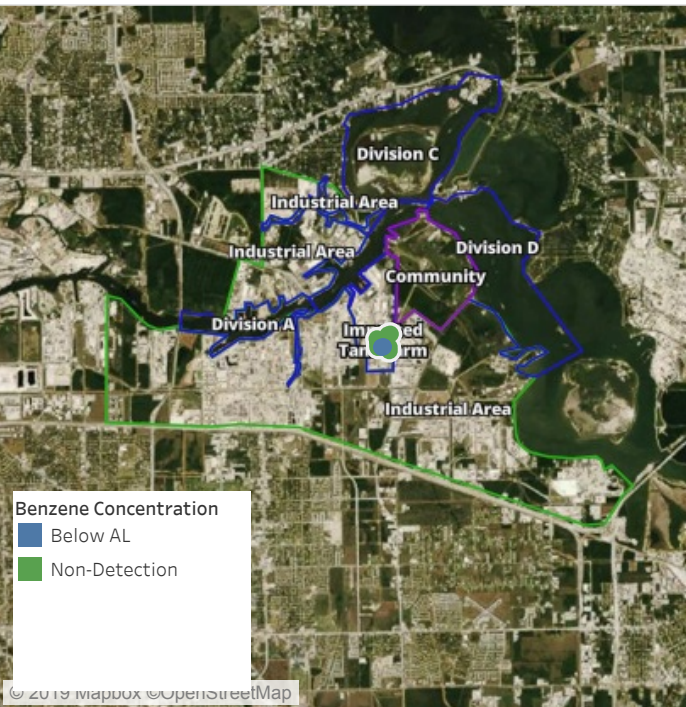 Division C
Industrial Area
Industrial Area
Division D
Community
Division A
Farm
Industrial Area
Benzene Concentration
Below AL
Non-Detection
© 2019 Mapbox ©OpenStreetMap